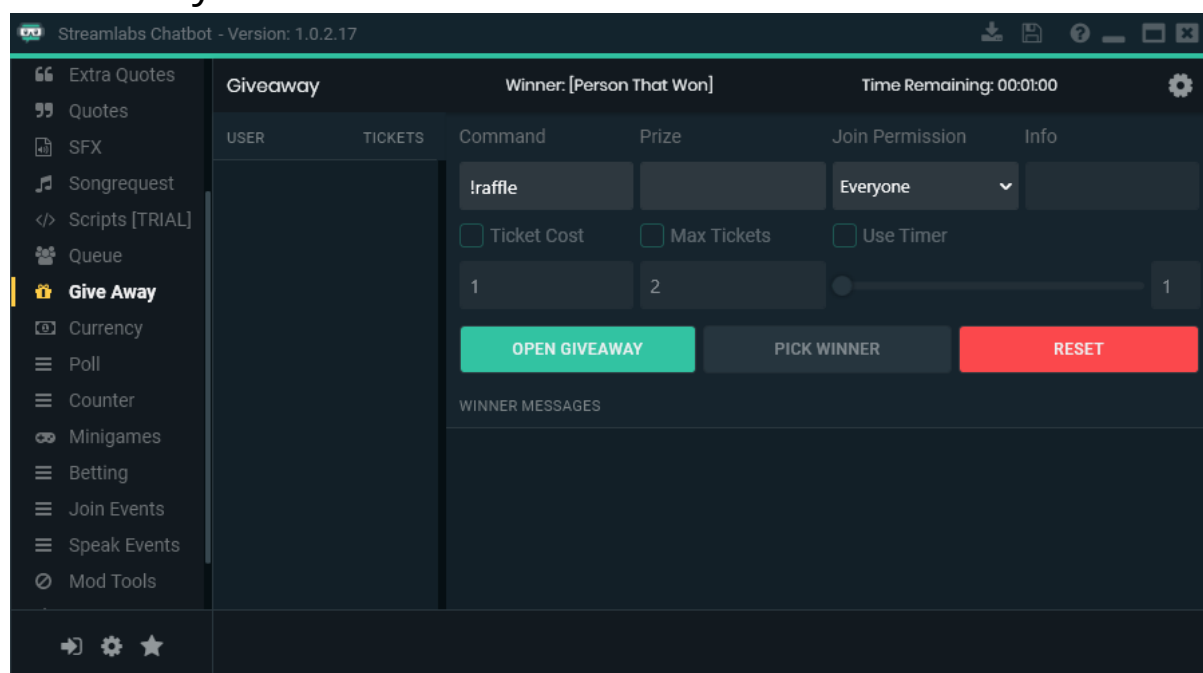 Streamlabs Chatbot - Version: 1.0.2.17
Extra Quotes
Quotes
SFX
Songrequest
</> Scripts [TRIAL]
Queue
Give Away
Currency
Poll
Counter
Minigames
Betting
Join Events
Speak Events
Mod Tools
Giveaway
Winner: [Person That Won]
Time Remaining: 00:01:00
USER TICKETS
Command Prize Join Permission Info
!raffle Everyone
Ticket Cost Max Tickets Use Timer
1 2 1
OPEN GIVEAWAY PICK WINNER RESET
WINNER MESSAGES